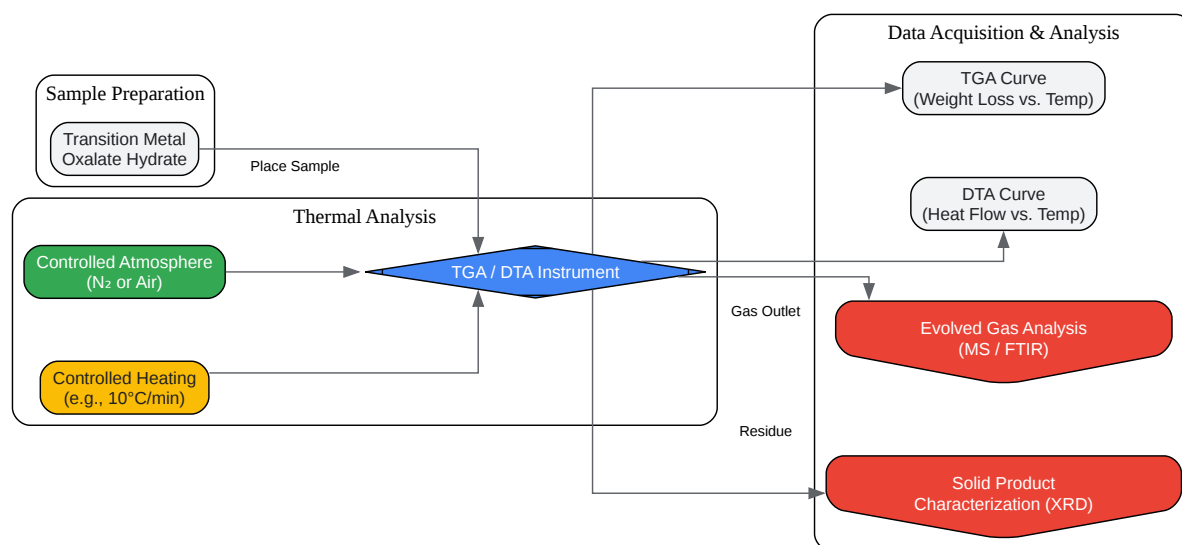 Data Acquisition & Analysis
TGA Curve
(Weight Loss vs. Temp)
Sample Preparation
Transition Metal
Oxalate Hydrate
Place Sample
DTA Curve
(Heat Flow vs. Temp)
Thermal Analysis
Controlled Atmosphere
(N₂ or Air)
TGA / DTA Instrument
Gas Outlet
Evolved Gas Analysis
(MS / FTIR)
Controlled Heating
(e.g., 10°C/min)
Residue
Solid Product
Characterization (XRD)